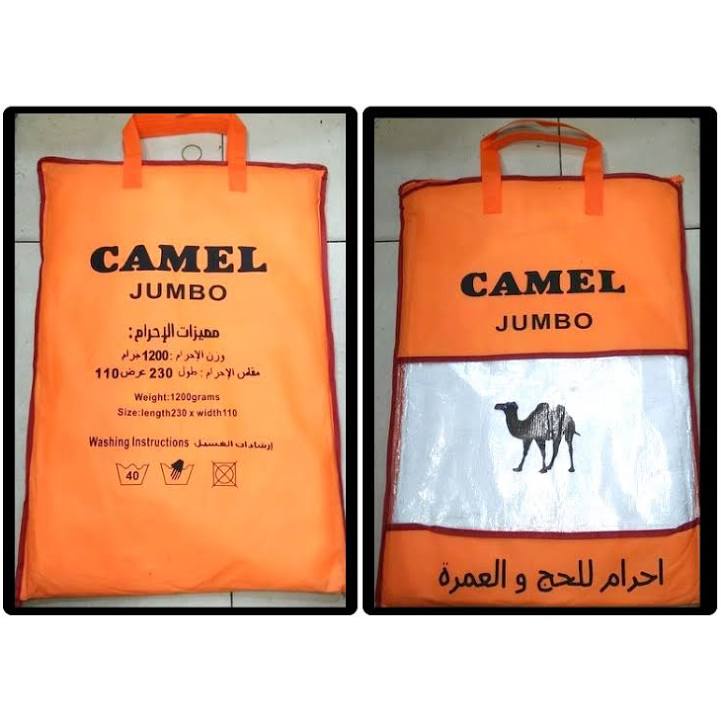 CAMEL
JUMBO
مميزات الإحرام:
وزن الإحرام : 1200 جرام
مقاس الإحرام : طول 230 عرض 110
Weight:1200grams
Size:length230 x width110
Washing Instructions إرشادات الغسيل
40
CAMEL
JUMBO
احرام للحج و العمرة